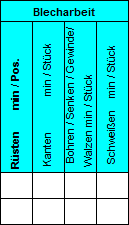 Blecharbeit
Rüsten min / Pos.
Kanten min / Stück
Bohren / Senken / Gewinde/
Walzen min / Stück
Schweißen min / Stück